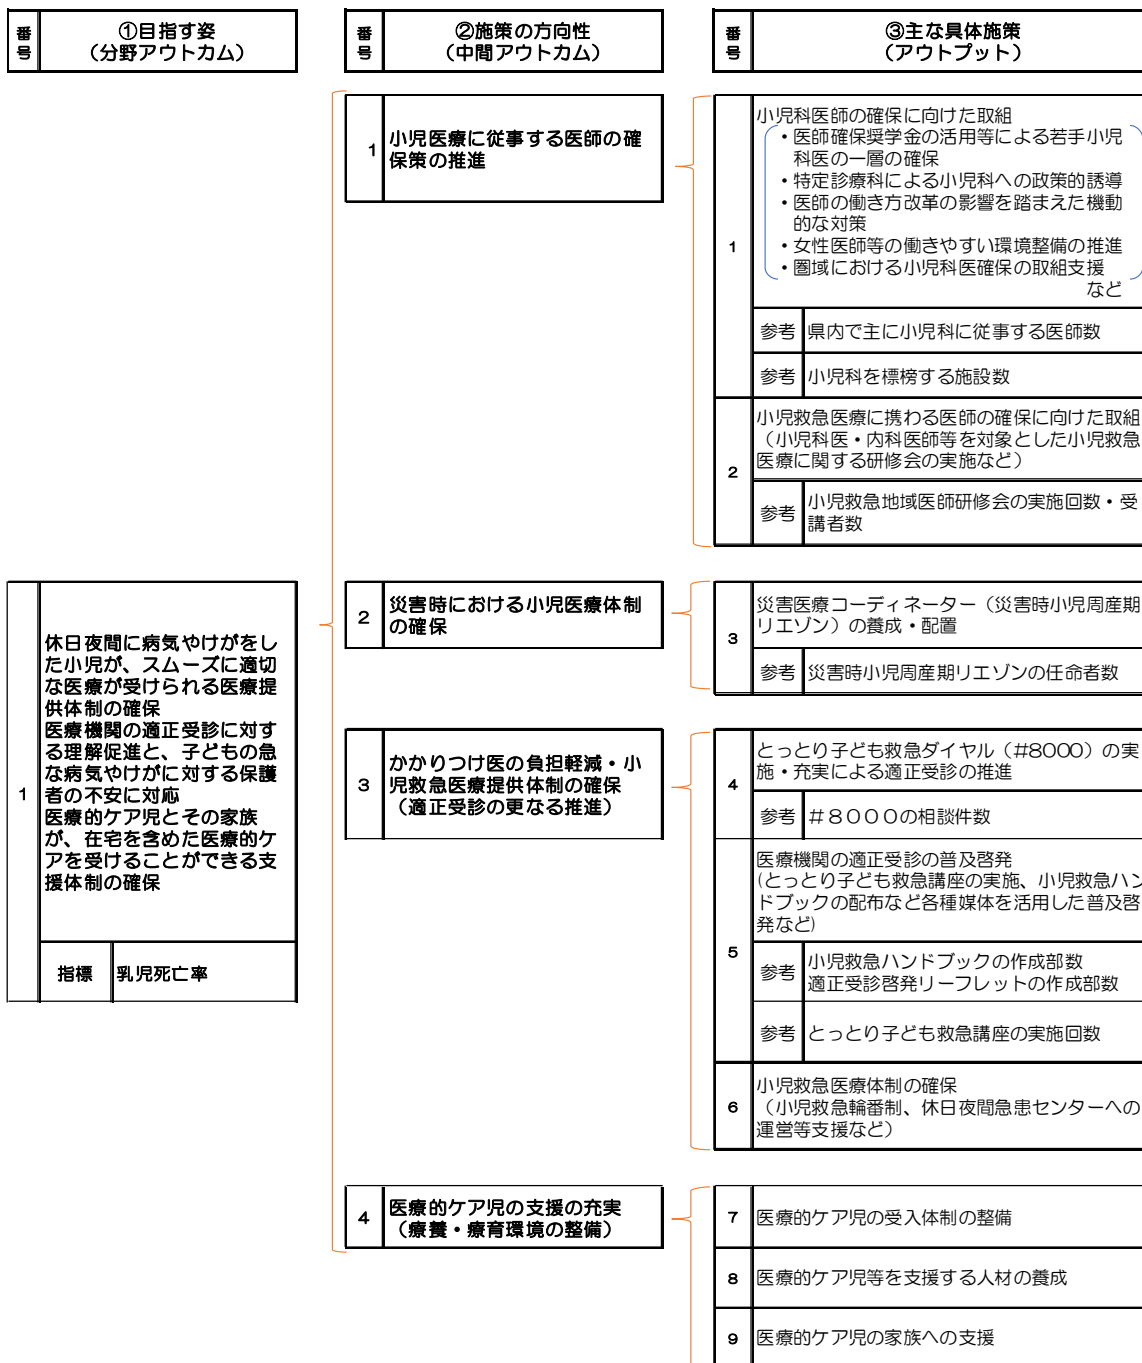 番号
①目指す姿
（分野アウトカム）
番号
②施策の方向性
（中間アウトカム）
番号
③主な具体施策
（アウトプット）
1
小児医療に従事する医師の確
保策の推進
1
小児科医師の確保に向けた取組
・医師確保奨学金の活用等による若手小児
科医の一層の確保
・特定診療科による小児科への政策的誘導
・医師の働き方改革の影響を踏まえた機動
的な対策
・女性医師等の働きやすい環境整備の推進
・圏域における小児科医確保の取組支援
など
参考 県内で主に小児科に従事する医師数
参考 小児科を標榜する施設数
2
小児救急医療に携わる医師の確保に向けた取組
（小児科医・内科医師等を対象とした小児救急
医療に関する研修会の実施など）
参考 小児救急地域医師研修会の実施回数・受
講者数
1
休日夜間に病気やけがをし
た小児が、スムーズに適切
な医療が受けられる医療提
供体制の確保
医療機関の適正受診に対す
る理解促進と、子どもの急
な病気やけがに対する保護
者の不安に対応
医療的ケア児とその家族
が、在宅を含めた医療的ケ
アを受けることができる支
援体制の確保
指標 乳児死亡率
2
災害時における小児医療体制
の確保
3
災害医療コーディネーター（災害時小児周産期
リエゾン）の養成・配置
参考 災害時小児周産期リエゾンの任命者数
3
かかりつけ医の負担軽減・小
児救急医療提供体制の確保
（適正受診の更なる推進）
4
とっとり子ども救急ダイヤル（#8000）の実
施・充実による適正受診の推進
参考 ＃８０００の相談件数
5
医療機関の適正受診の普及啓発
(とっとり子ども救急講座の実施、小児救急ハン
ドブックの配布など各種媒体を活用した普及啓
発など)
参考 小児救急ハンドブックの作成部数
適正受診啓発リーフレットの作成部数
参考 とっとり子ども救急講座の実施回数
6
小児救急医療体制の確保
（小児救急輪番制、休日夜間急患センターへの
運営等支援など）
4
医療的ケア児の支援の充実
（療養・療育環境の整備）
7 医療的ケア児の受入体制の整備
8 医療的ケア児等を支援する人材の養成
9 医療的ケア児の家族への支援